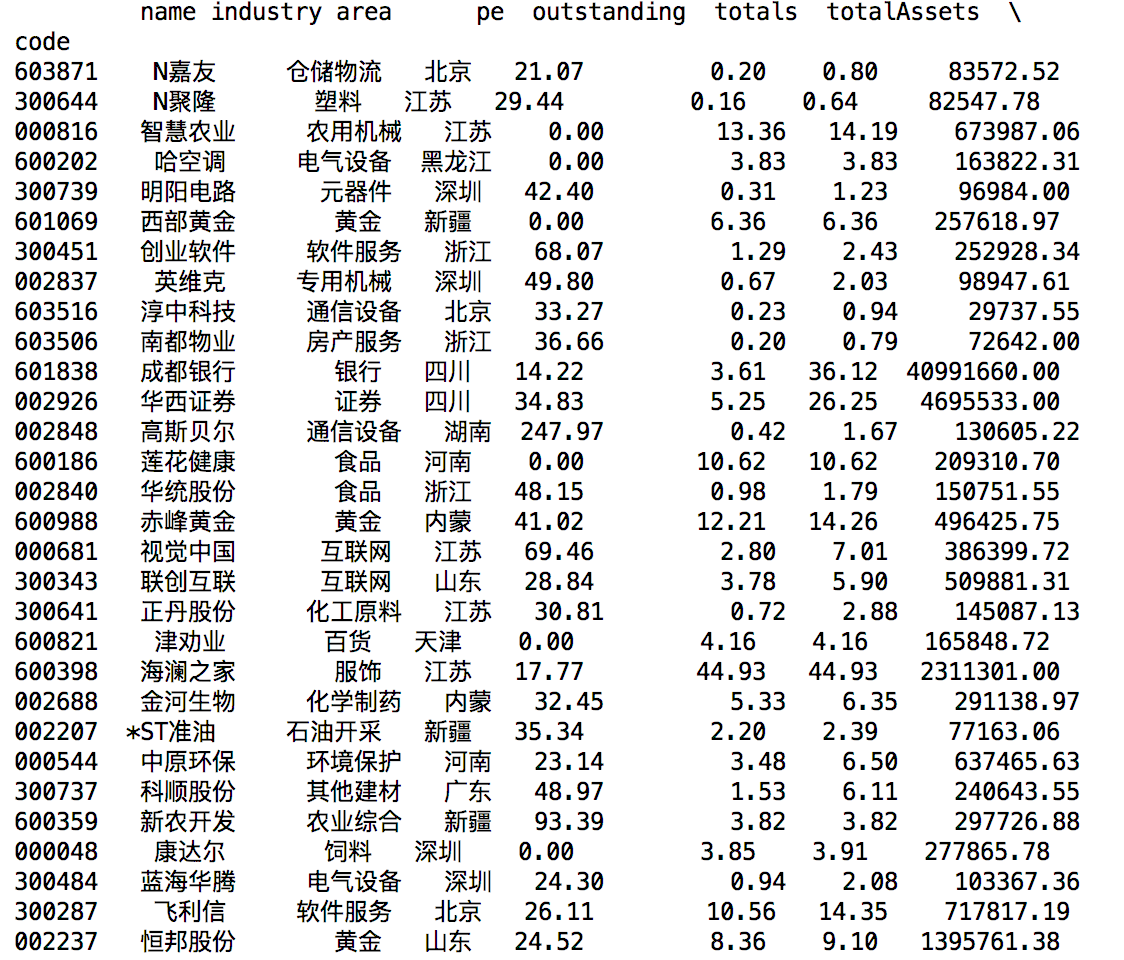 name industry area pe outstanding totals totalAssets \
code
603871 N嘉友 仓储物流 北京 21.07 0.20 0.80 83572.52
300644 N聚隆 塑料 江苏 29.44 0.16 0.64 82547.78
000816 智慧农业 农用机械 江苏 0.00 13.36 14.19 673987.06
600202 哈空调 电气设备 黑龙江 0.00 3.83 3.83 163822.31
300739 明阳电路 元器件 深圳 42.40 0.31 1.23 96984.00
601069 西部黄金 黄金 新疆 0.00 6.36 6.36 257618.97
300451 创业软件 软件服务 浙江 68.07 1.29 2.43 252928.34
002837 英维克 专用机械 深圳 49.80 0.67 2.03 98947.61
603516 淳中科技 通信设备 北京 33.27 0.23 0.94 29737.55
603506 南都物业 房产服务 浙江 36.66 0.20 0.79 72642.00
601838 成都银行 银行 四川 14.22 3.61 36.12 40991660.00
002926 华西证券 证券 四川 34.83 5.25 26.25 4695533.00
002848 高斯贝尔 通信设备 湖南 247.97 0.42 1.67 130605.22
600186 莲花健康 食品 河南 0.00 10.62 10.62 209310.70
002840 华统股份 食品 浙江 48.15 0.98 1.79 150751.55
600988 赤峰黄金 黄金 内蒙 41.02 12.21 14.26 496425.75
000681 视觉中国 互联网 江苏 69.46 2.80 7.01 386399.72
300343 联创互联 互联网 山东 28.84 3.78 5.90 509881.31
300641 正丹股份 化工原料 江苏 30.81 0.72 2.88 145087.13
600821 津劝业 百货 天津 0.00 4.16 4.16 165848.72
600398 海澜之家 服饰 江苏 17.77 44.93 44.93 2311301.00
002688 金河生物 化学制药 内蒙 32.45 5.33 6.35 291138.97
002207 *ST准油 石油开采 新疆 35.34 2.20 2.39 77163.06
000544 中原环保 环境保护 河南 23.14 3.48 6.50 637465.63
300737 科顺股份 其他建材 广东 48.97 1.53 6.11 240643.55
600359 新农开发 农业综合 新疆 93.39 3.82 3.82 297726.88
000048 康达尔 饲料 深圳 0.00 3.85 3.91 277865.78
300484 蓝海华腾 电气设备 深圳 24.30 0.94 2.08 103367.36
300287 飞利信 软件服务 北京 26.11 10.56 14.35 717817.19
002237 恒邦股份 黄金 山东 24.52 8.36 9.10 1395761.38